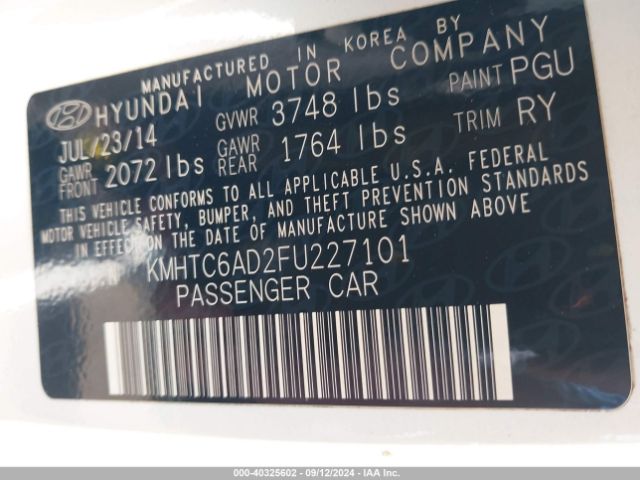 MANUFACTURED IN KOREA BY
HYUNDAI MOTOR COMPANY
JUL/23/14 GVWR 3748 lbs PAINT PGU
GAWR FRONT 2072 lbs GAWR REAR 1764 lbs TRIM RY
THIS VEHICLE CONFORMS TO ALL APPLICABLE U.S.A. FEDERAL
MOTOR VEHICLE SAFETY, BUMPER, AND THEFT PREVENTION STANDARDS
IN EFFECT ON THE DATE OF MANUFACTURE SHOWN ABOVE
KMHTC6AD2FU227101
PASSENGER CAR
000-40325602 - 09/12/2024 - IAA Inc.